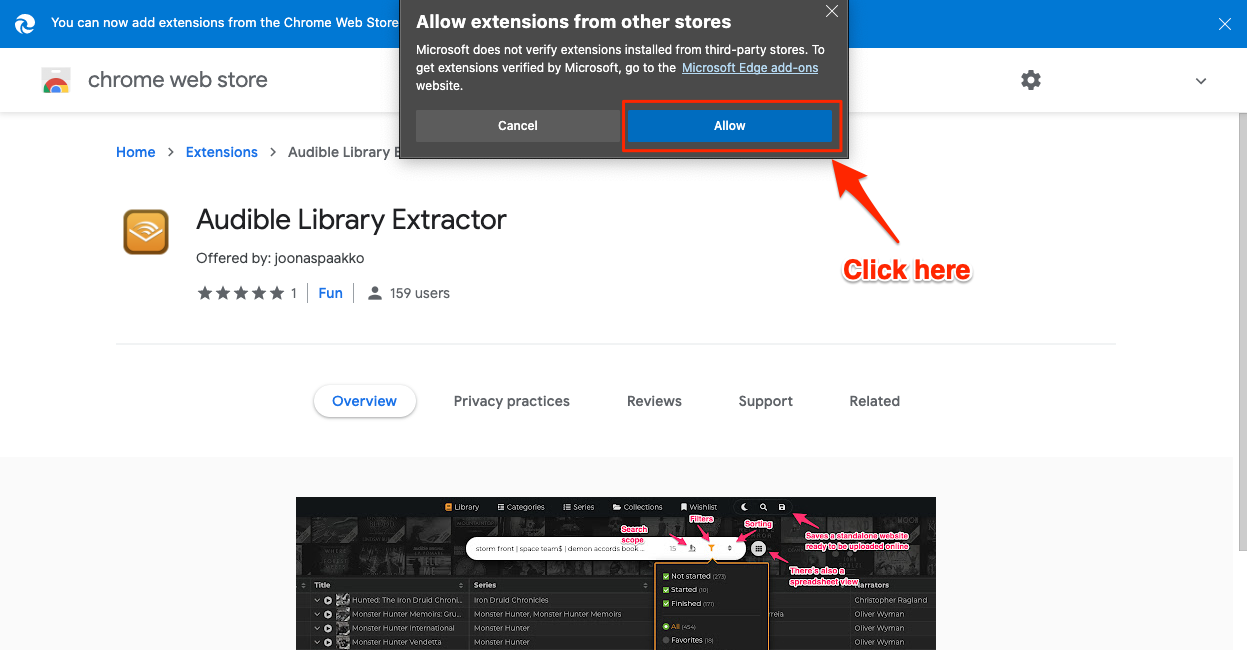 You can now add extensions from the Chrome Web Store
Allow extensions from other stores
Microsoft does not verify extensions installed from third-party stores. To
get extensions verified by Microsoft, go to the Microsoft Edge add-ons
website.
Cancel
Allow
chrome web store
Click here
Home > Extensions > Audible Library E
Audible Library Extractor
Offered by: joonaspaakko
1
Fun
159 users
Overview
Privacy practices
Reviews
Support
Related
Library
Categories
Series
Collections
Wishlist
Search
scope
Filters
Sorting
Saves a standalone website
ready to be uploaded online
storm front | space team$ | demon accords book ...
15
There's also a
spreadsheet view
Not started (273)
Started (10)
Finished (171)
All (454)
Favorites (18)
Title
Series
arrators
Hunted: The Iron Druid Chroni...
Iron Druid Chronicles
Christopher Ragland
Monster Hunter Memoirs: Gru...
Monster Hunter, Monster Hunter Memoirs
rreia
Oliver Wyman
Monster Hunter International
Monster Hunter
Oliver Wyman
Monster Hunter Vendetta
Monster Hunter
Oliver Wyman